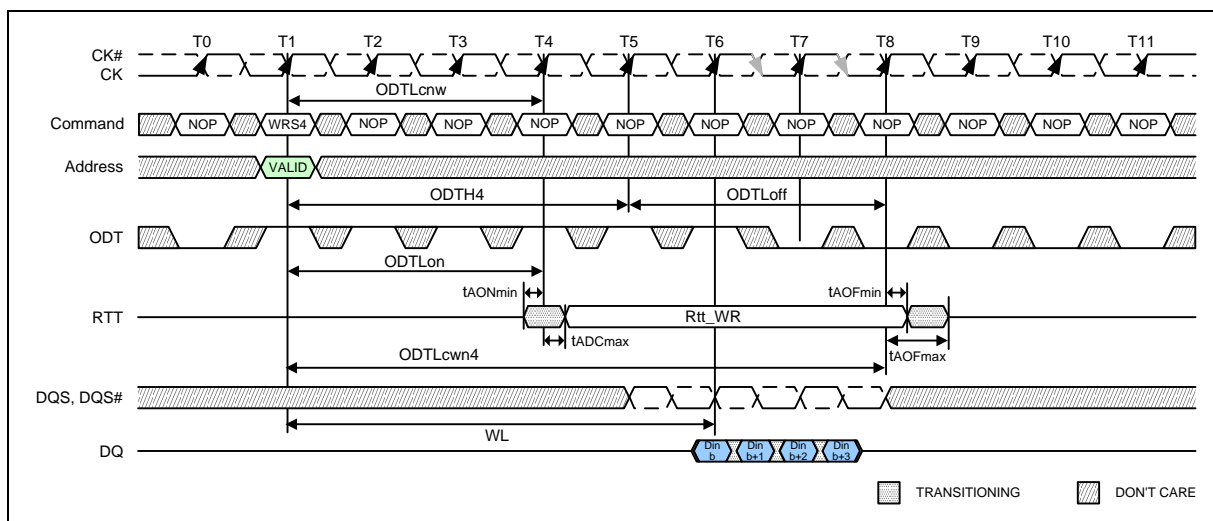 T0 T1 T2 T3 T4 T5 T6 T7 T8 T9 T10 T11
CK#
CK
ODTLcnw
Command NOP WRS4 NOP NOP NOP NOP NOP NOP NOP NOP NOP NOP
Address VALID
ODTH4 ODTLoff
ODT
ODTLon
tAONmin tAOFmin
RTT Rtt_WR
tADCmax tAOFmax
ODTLcwn4
DQS, DQS#
WL
DQ Din b Din b+1 Din b+2 Din b+3
TRANSITIONING DON'T CARE